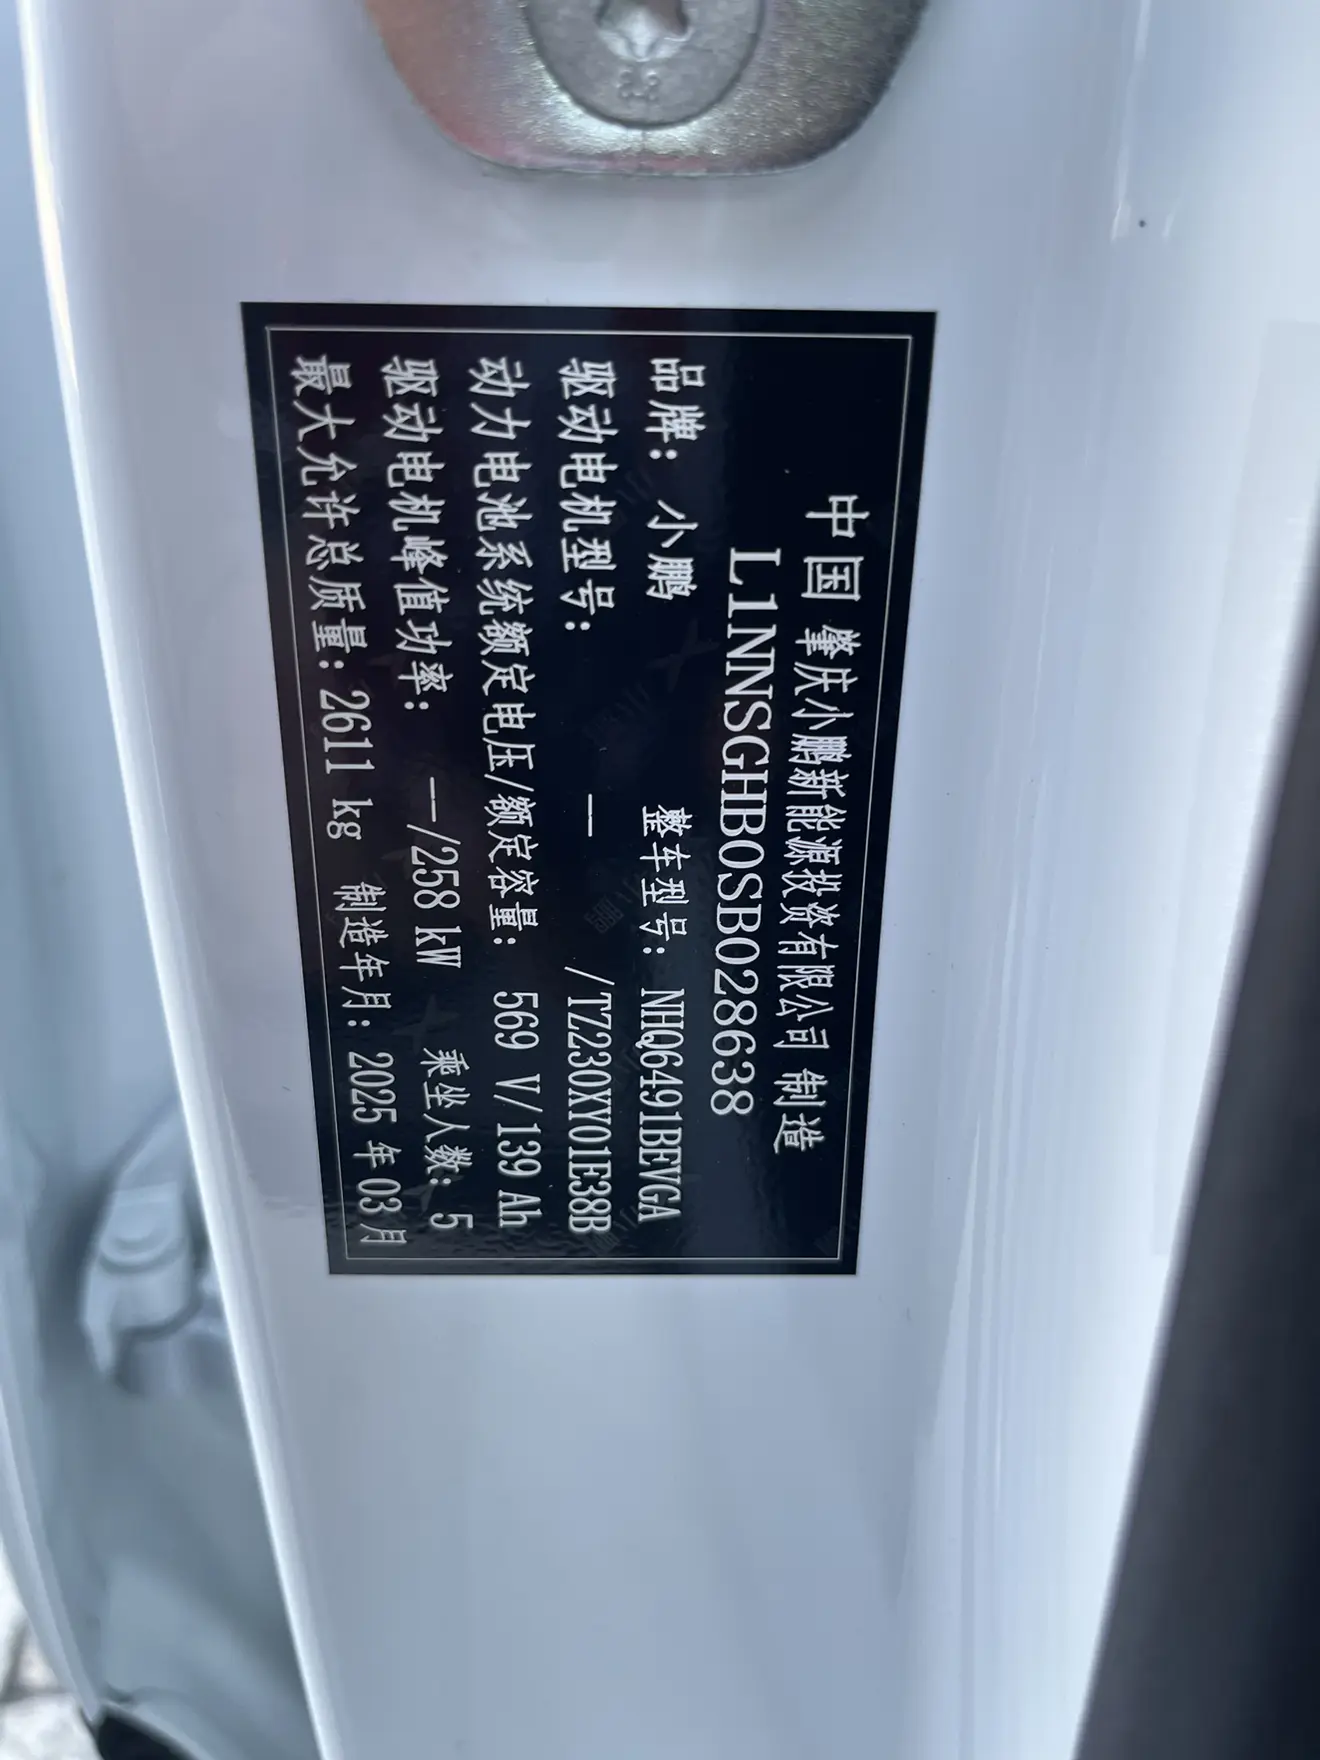 8.8
中国 肇庆小鹏新能源投资有限公司 制造
L1NNSGHB0SB028638
品牌: 小鹏 整车型号: NHQ6491BEVGA
驱动电机型号: — /TZ230XY01E38B
动力电池系统额定电压/额定容量: 569 V/139 Ah
驱动电机峰值功率: —-/258 kW 乘坐人数: 5
最大允许总质量: 2611 kg 制造年月: 2025 年 03 月